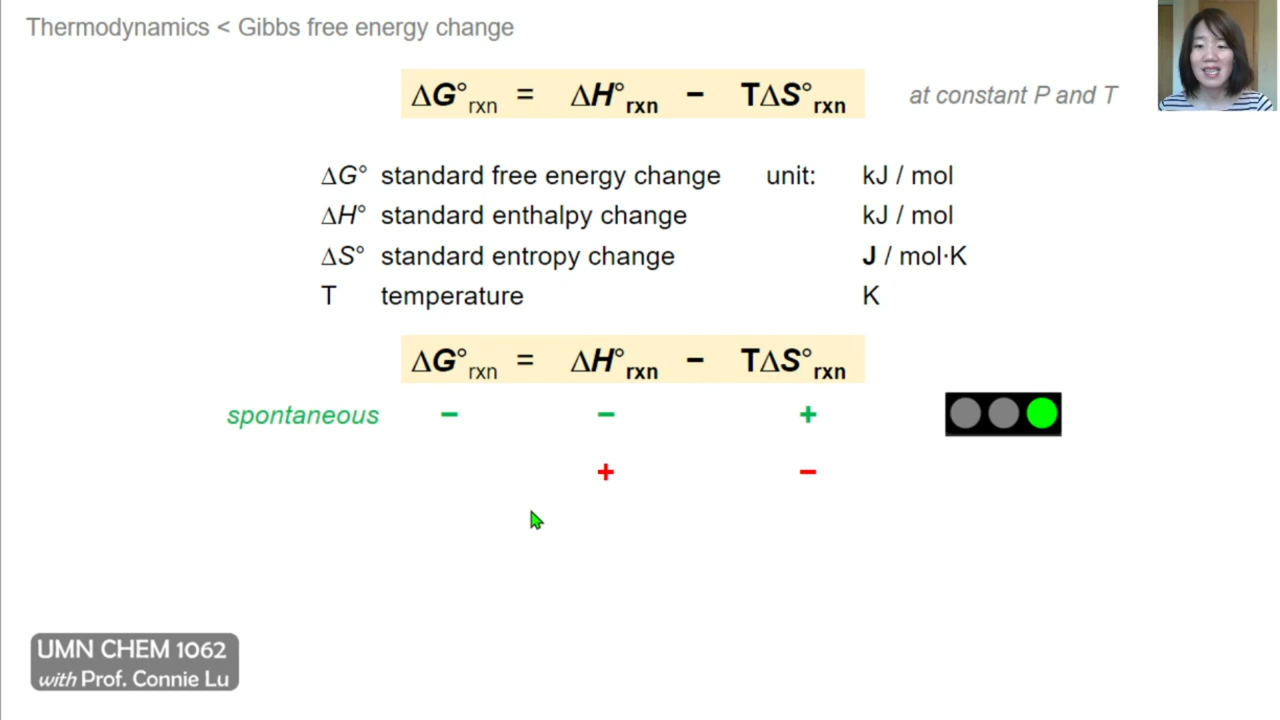 Thermodynamics < Gibbs free energy change
ΔG°rxn = ΔH°rxn − TΔS°rxn at constant P and T
ΔG° standard free energy change unit: kJ / mol
ΔH° standard enthalpy change kJ / mol
ΔS° standard entropy change J / mol·K
T temperature K
ΔG°rxn = ΔH°rxn − TΔS°rxn
spontaneous − − +
+ −
UMN CHEM 1062
with Prof. Connie Lu